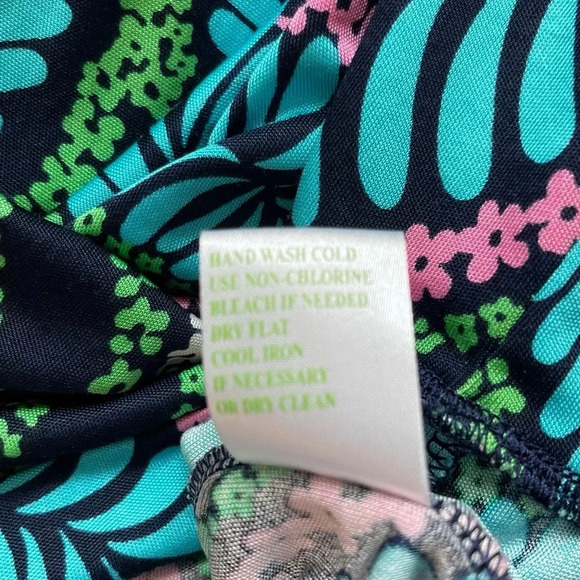 HAND WASH COLD
USE NON-CHLORINE
BLEACH IF NEEDED
DRY FLAT
COOL IRON
IF NECESSARY
OR DRY CLEAN